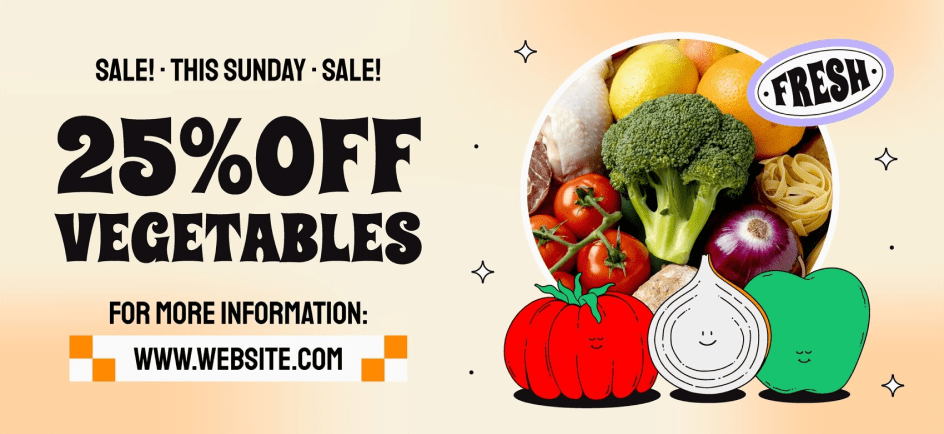 SALE! · THIS SUNDAY · SALE!
25%OFF
VEGETABLES
FOR MORE INFORMATION:
WWW.WEBSITE.COM
·FRESH·